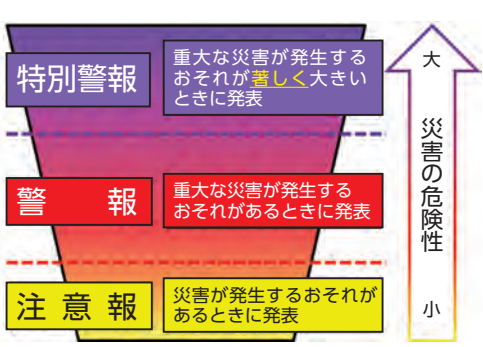 特別警報
重大な災害が発生する
おそれが著しく大きい
ときに発表
警報
重大な災害が発生する
おそれがあるときに発表
注意報
災害が発生するおそれが
あるときに発表
大
災害の危険性
小